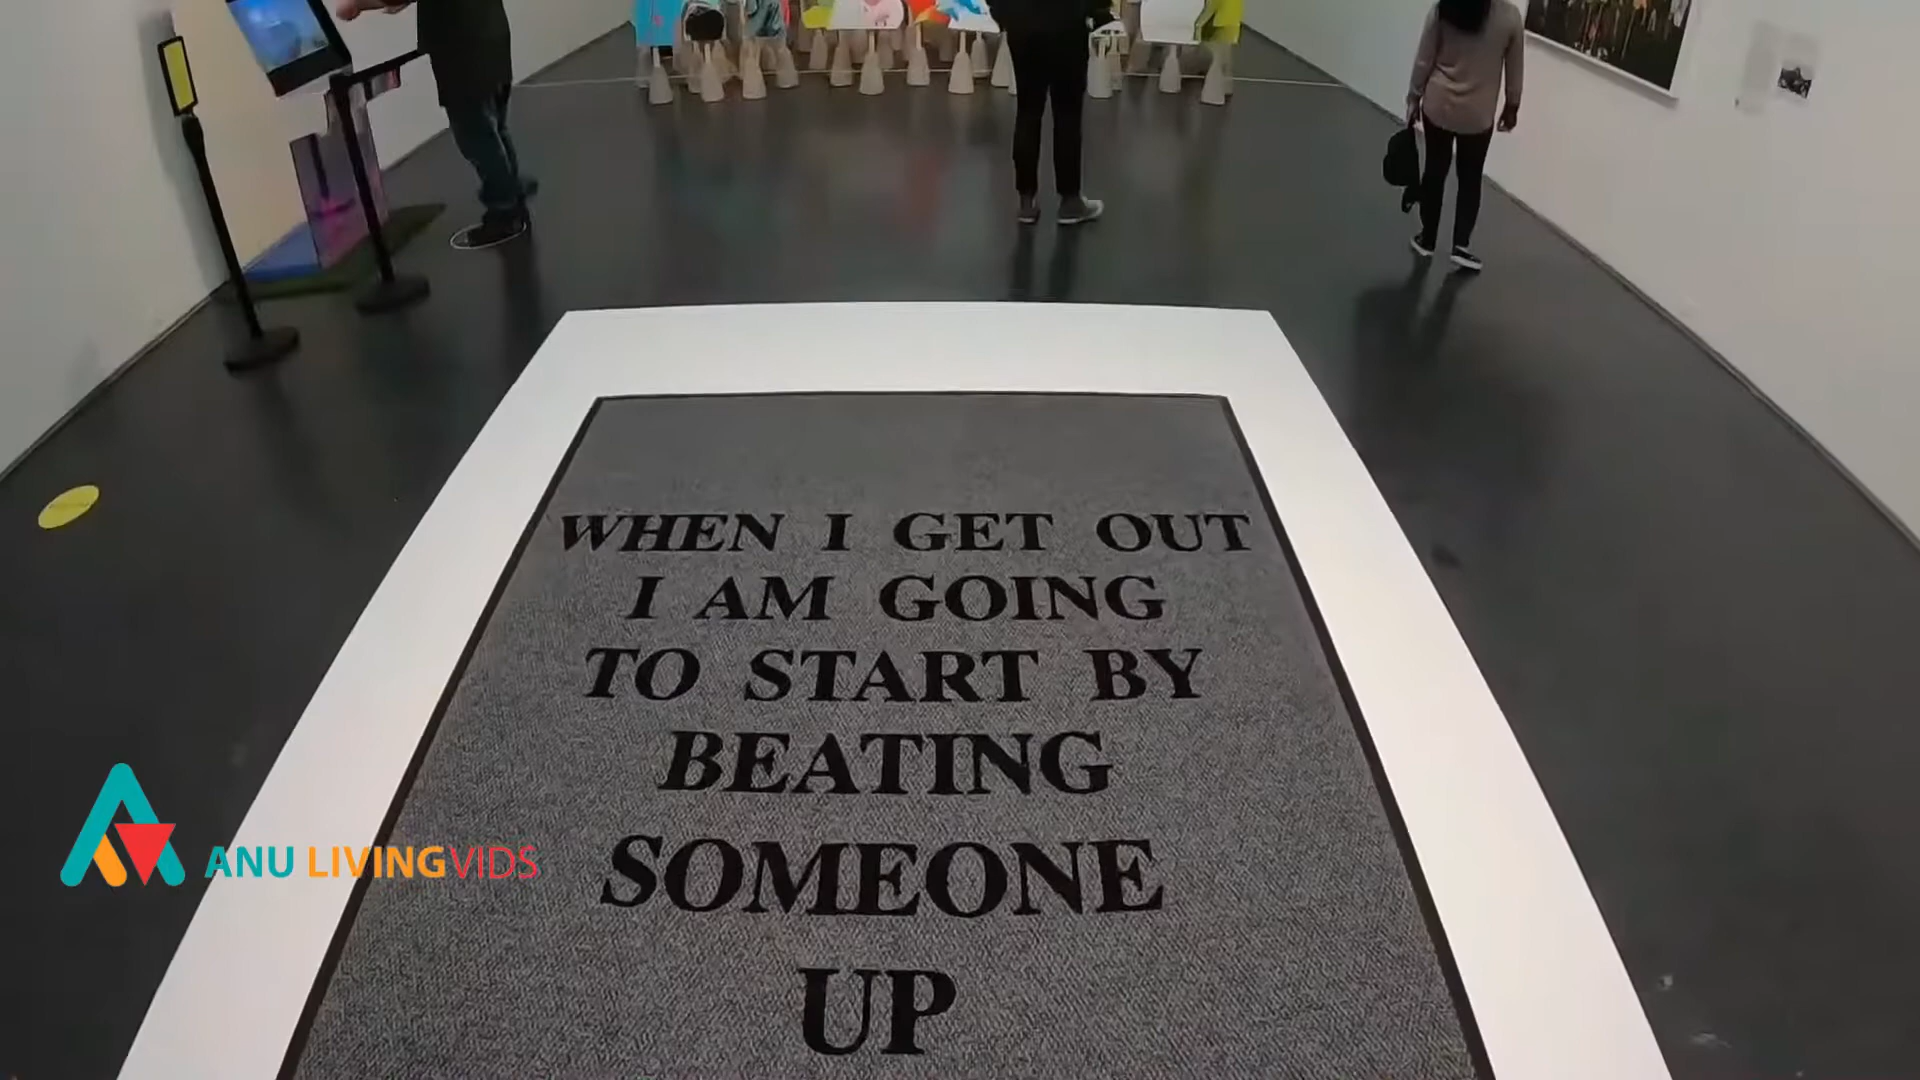 WHEN I GET OUT
I AM GOING
TO START BY
BEATING
SOMEONE
UP
ANU LIVINGVIDS